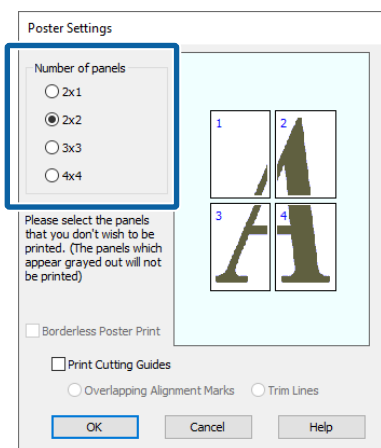 Poster Settings
Number of panels
2x1
2x2
3x3
4x4
1
2
3
4
Please select the panels
that you don't wish to be
printed. (The panels which
appear grayed out will not
be printed)
Borderless Poster Print
Print Cutting Guides
Overlapping Alignment Marks Trim Lines
OK Cancel Help